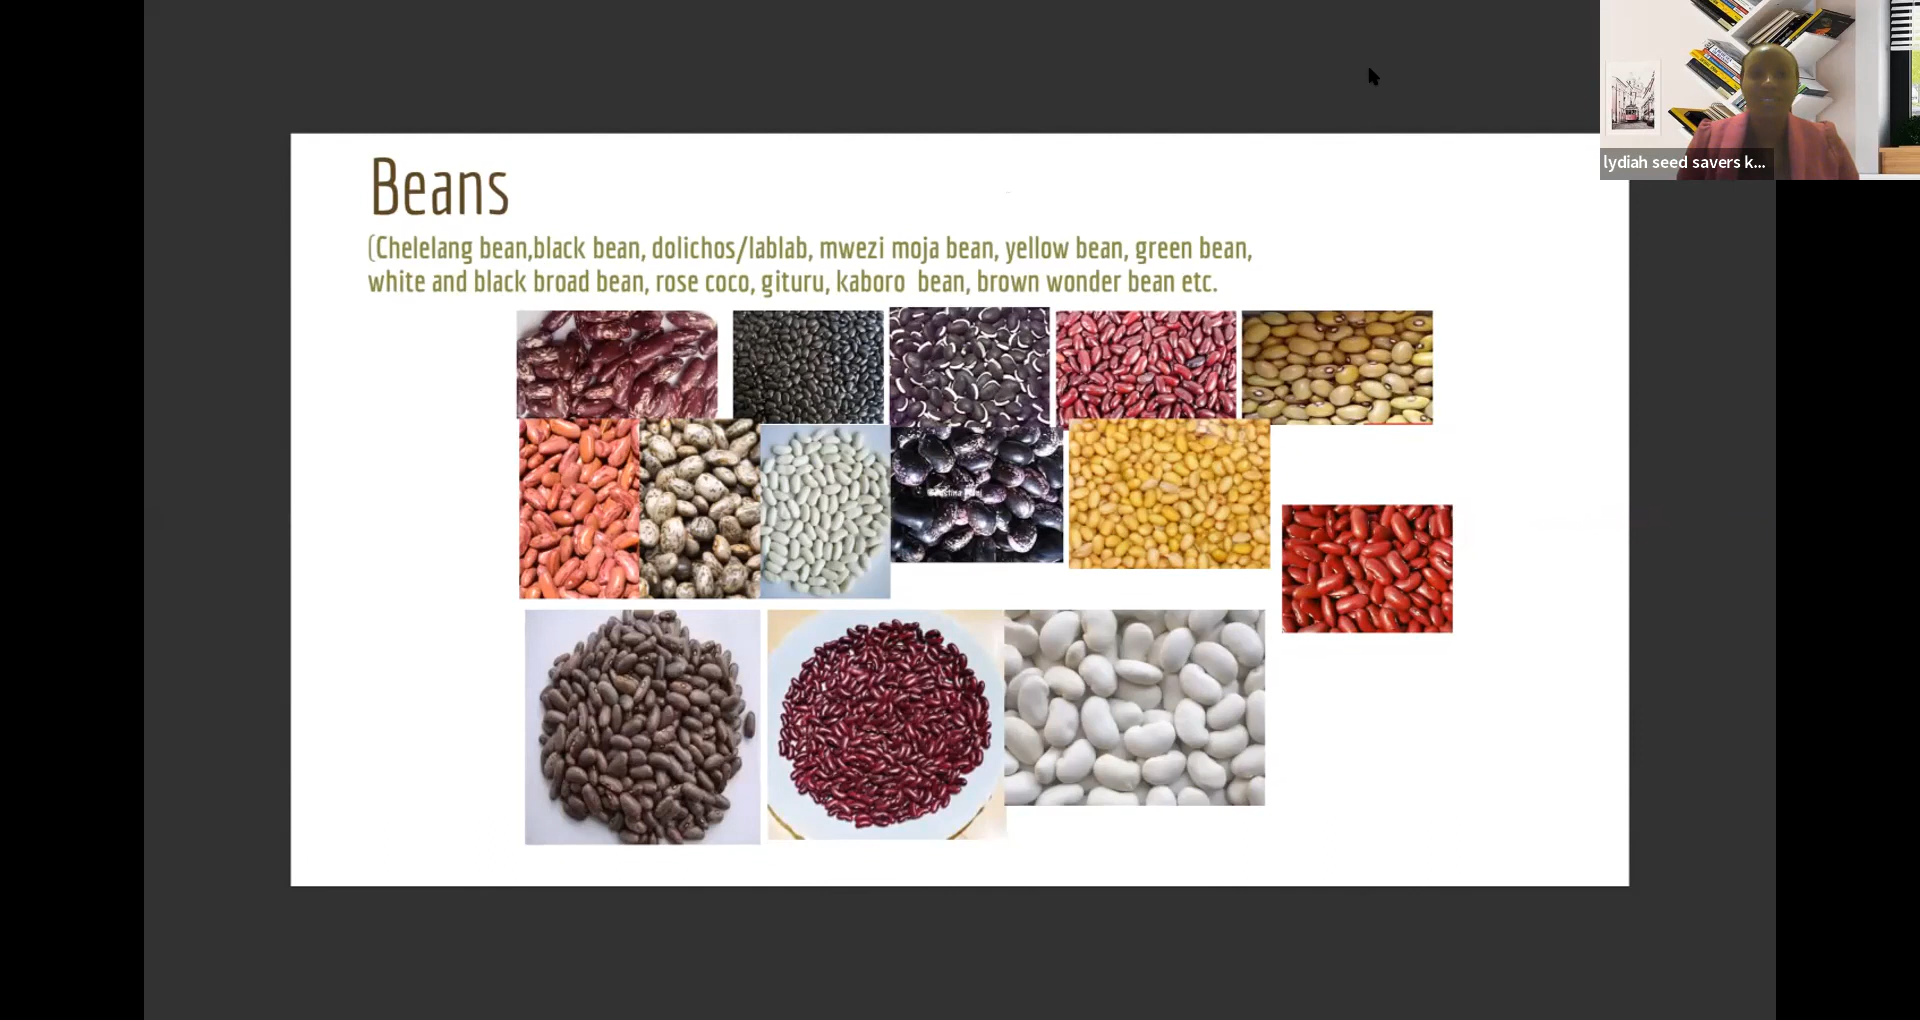 Beans
(Chelelang bean,black bean, dolichos/lablab, mwezi moja bean, yellow bean, green bean,
white and black broad bean, rose coco, gituru, kaboro bean, brown wonder bean etc.
lydiah seed savers k...